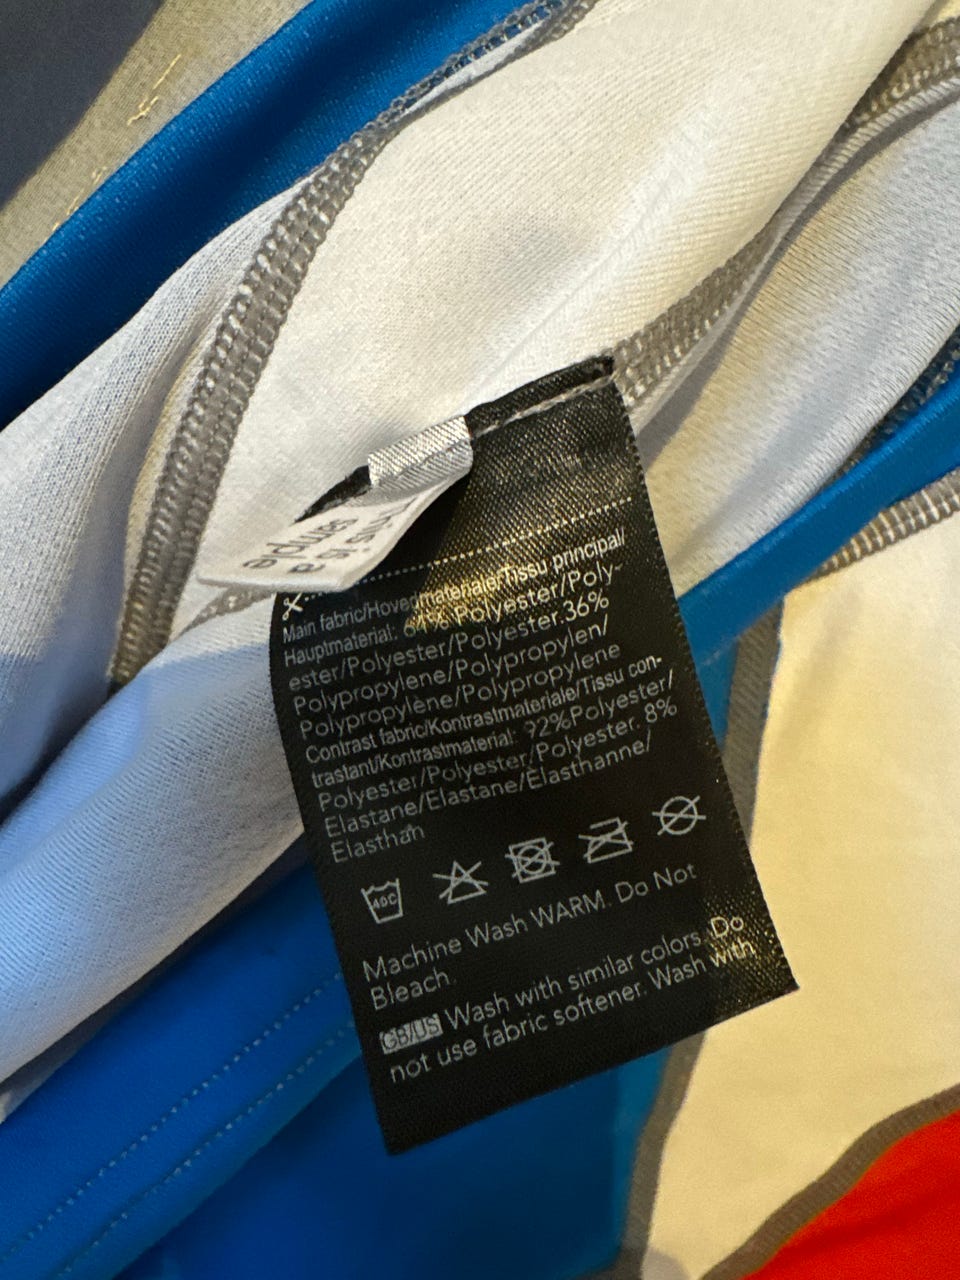 This is a
sample
Main fabric/Hovedmateriale/Tissu principal/
Hauptmaterial: 64% Polyester/Poly-
ester/Polyester/Polyester.36%
Polypropylene/Polypropylen/
Polypropylène/Polypropylene
Contrast fabric/Kontrastmateriale/Tissu con-
trastant/Kontrastmaterial: 92%Polyester/
Polyester/Polyester/Polyester. 8%
Elastane/Elastane/Élasthanne/
Elasthan
40C
Machine Wash WARM. Do Not
Bleach.
GB/US Wash with similar colors. Do
not use fabric softener. Wash with